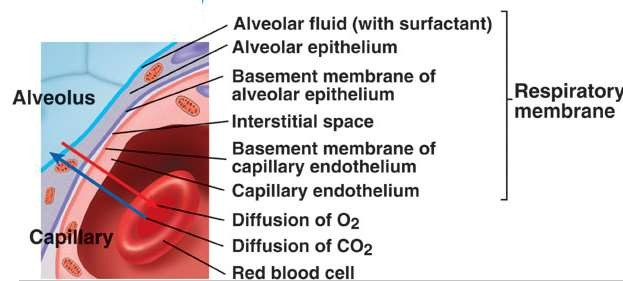 Alveolar fluid (with surfactant)
Alveolar epithelium
Basement membrane of
alveolar epithelium
Interstitial space
Basement membrane of
capillary endothelium
Capillary endothelium
Diffusion of O₂
Diffusion of CO₂
Red blood cell
Respiratory
membrane
Alveolus
Capillary